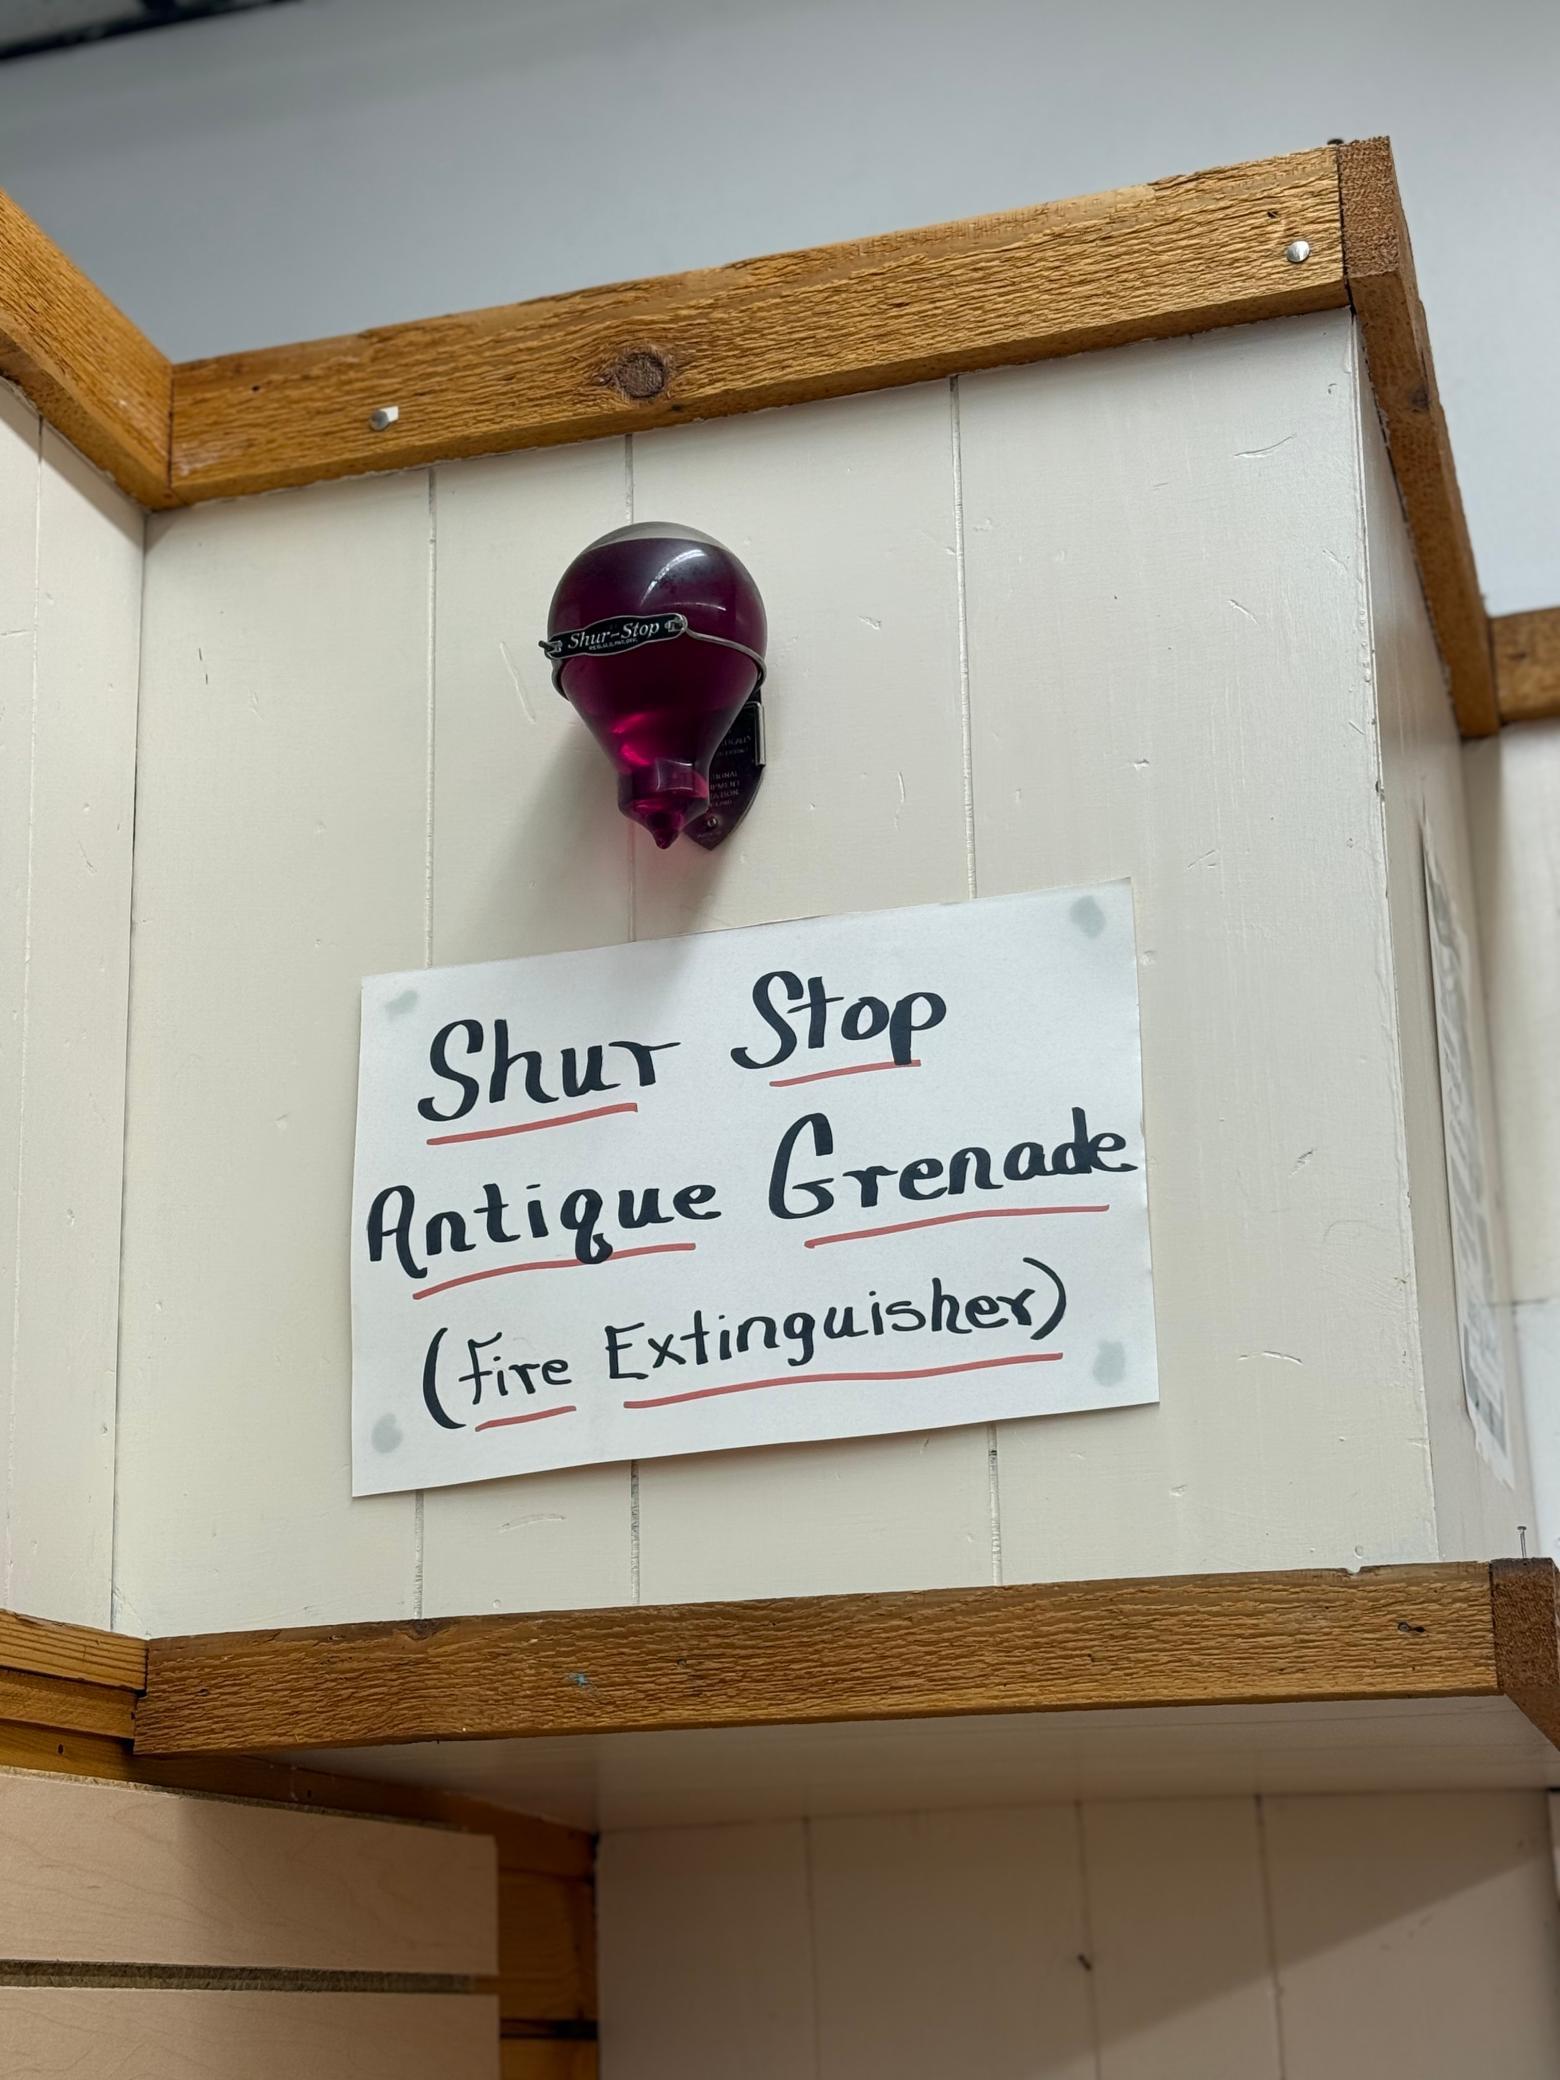 Shur-Stop
Shur Stop
Antique Grenade
(Fire Extinguisher)